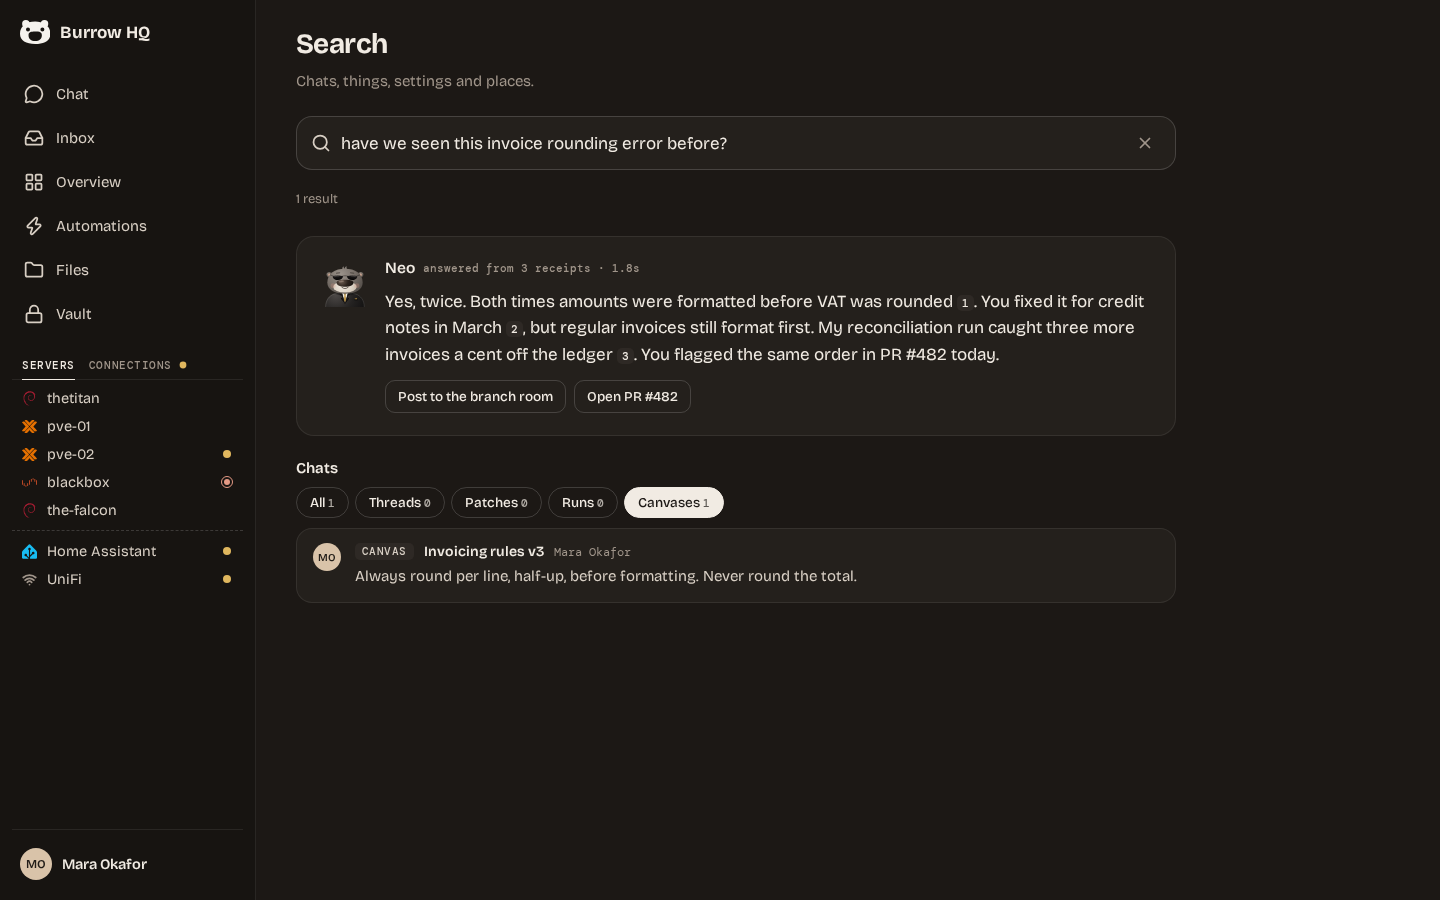 Burrow HQ
Chat
Inbox
Overview
Automations
Files
Vault
SERVERS CONNECTIONS
thetitan
pve-01
pve-02
blackbox
the-falcon
Home Assistant
UniFi
MO Mara Okafor
Search
Chats, things, settings and places.
have we seen this invoice rounding error before?
1 result
Neo answered from 3 receipts · 1.8s
Yes, twice. Both times amounts were formatted before VAT was rounded 1. You fixed it for credit
notes in March 2, but regular invoices still format first. My reconciliation run caught three more
invoices a cent off the ledger 3. You flagged the same order in PR #482 today.
Post to the branch room Open PR #482
Chats
All 1 Threads 0 Patches 0 Runs 0 Canvases 1
MO CANVAS Invoicing rules v3 Mara Okafor
Always round per line, half-up, before formatting. Never round the total.